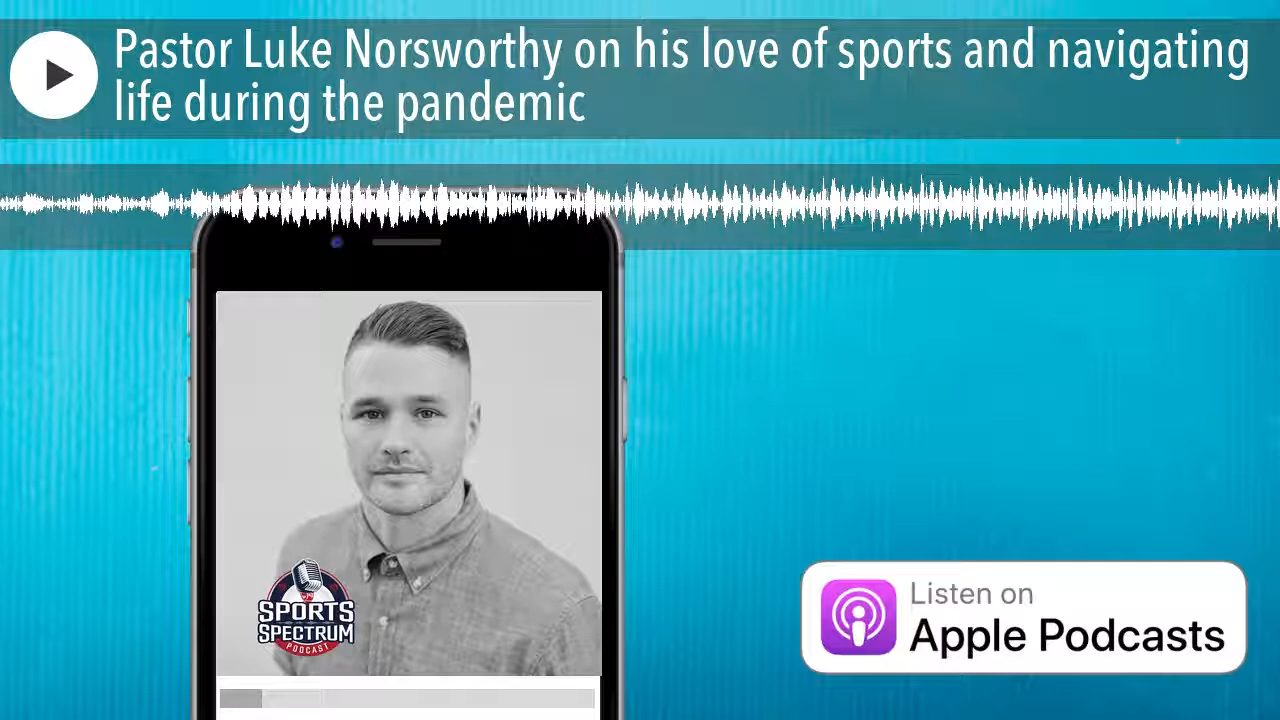 Pastor Luke Norsworthy on his love of sports and navigating
life during the pandemic
SPORTS
SPECTRUM
PODCAST
Listen on
Apple Podcasts